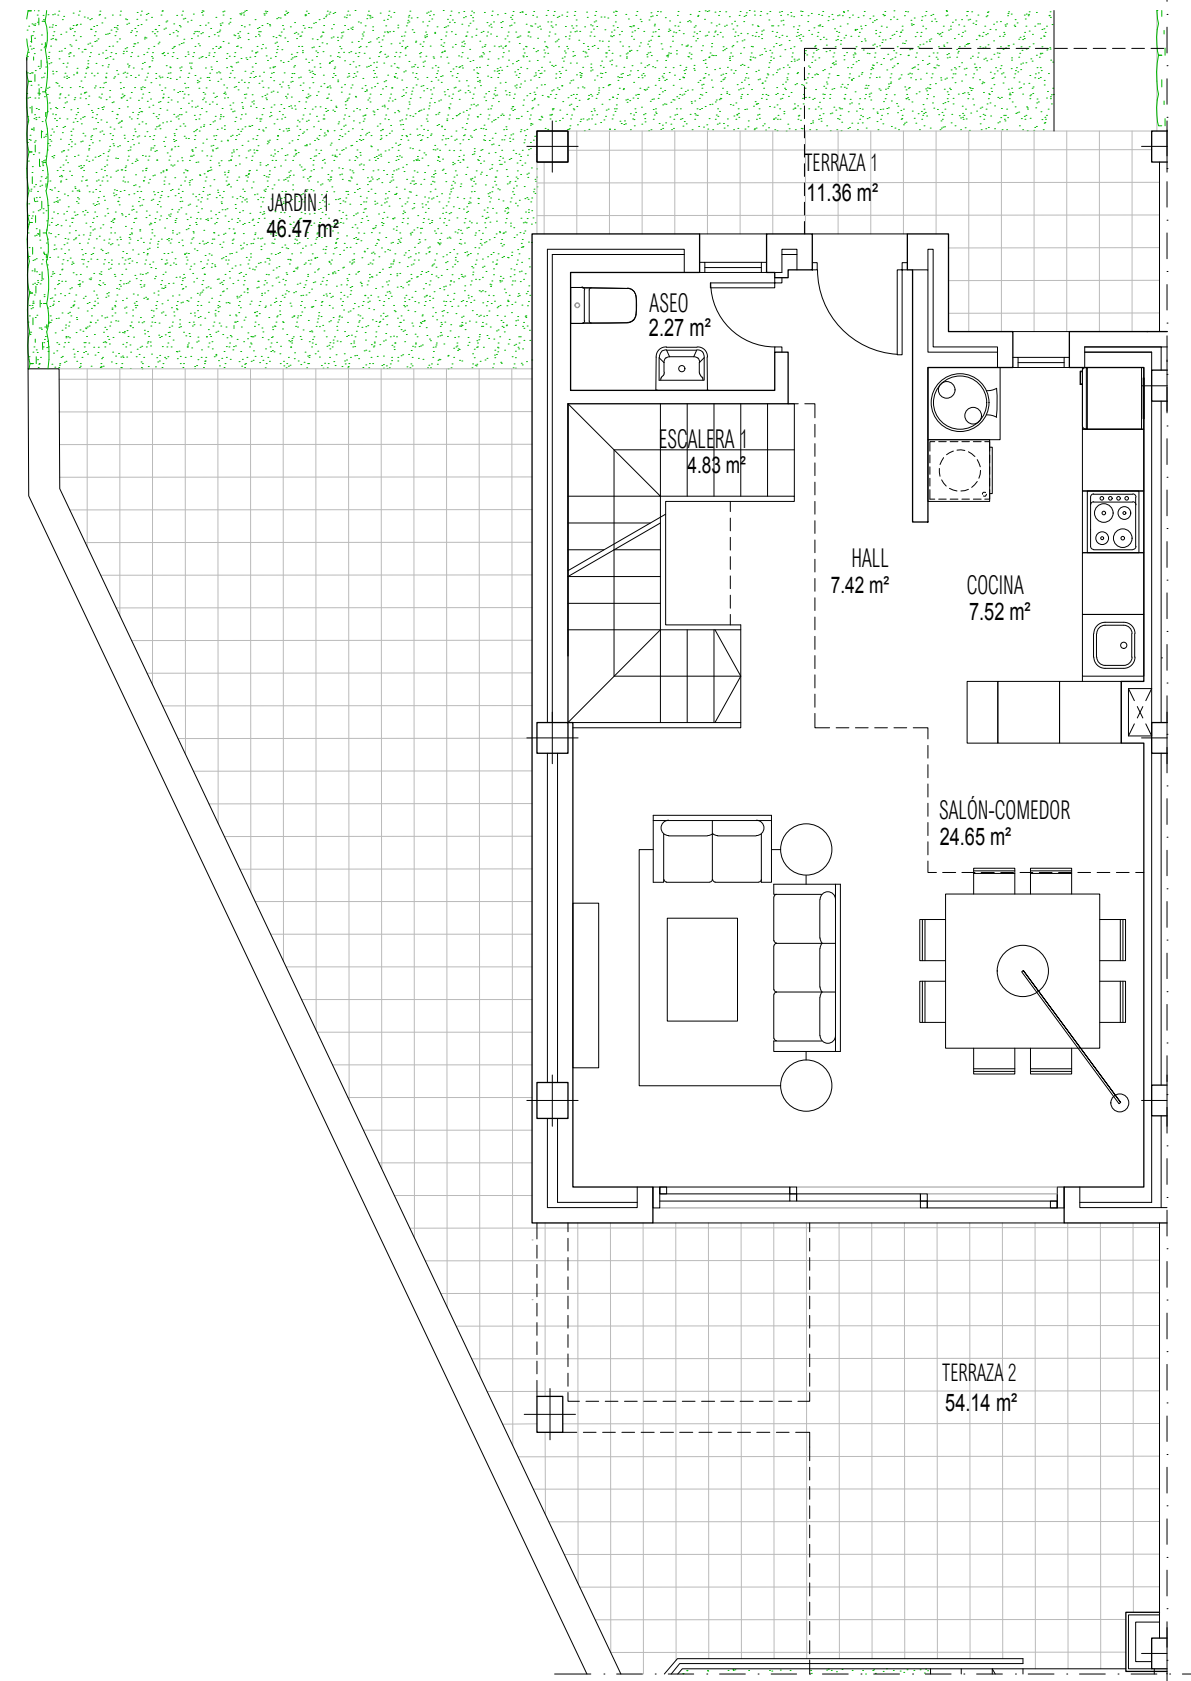 TERRAZA 1
11.36 m²
JARDÍN 1
46.47 m²
ASEO
2.27 m²
ESCALERA 1
4.83 m²
HALL
7.42 m²
COCINA
7.52 m²
SALÓN-COMEDOR
24.65 m²
TERRAZA 2
54.14 m²